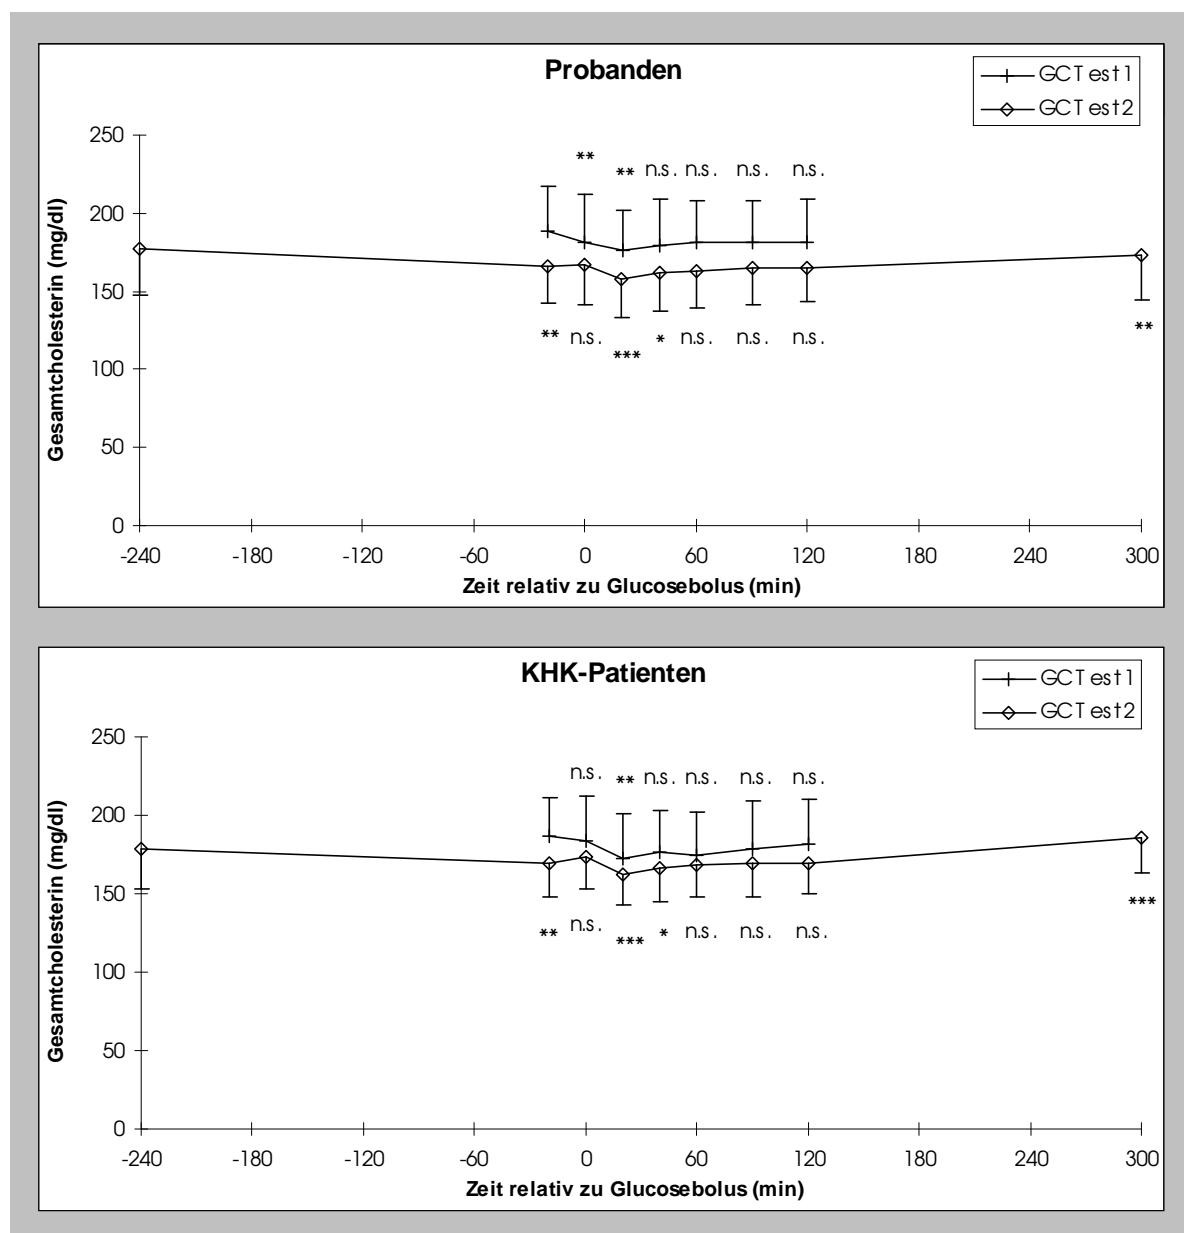 Probanden
GCTest1
GCTest2
250
200
150
100
50
0
** ** n.s. n.s. n.s. n.s.
** n.s. *** * n.s. n.s. n.s. **
-240 -180 -120 -60 0 60 120 180 240 300
Gesamtcholesterin (mg/dl)
Zeit relativ zu Glucosebolus (min)
KHK-Patienten
GCTest1
GCTest2
250
200
150
100
50
0
n.s. ** n.s. n.s. n.s. n.s.
** n.s. *** * n.s. n.s. n.s. ***
-240 -180 -120 -60 0 60 120 180 240 300
Gesamtcholesterin (mg/dl)
Zeit relativ zu Glucosebolus (min)